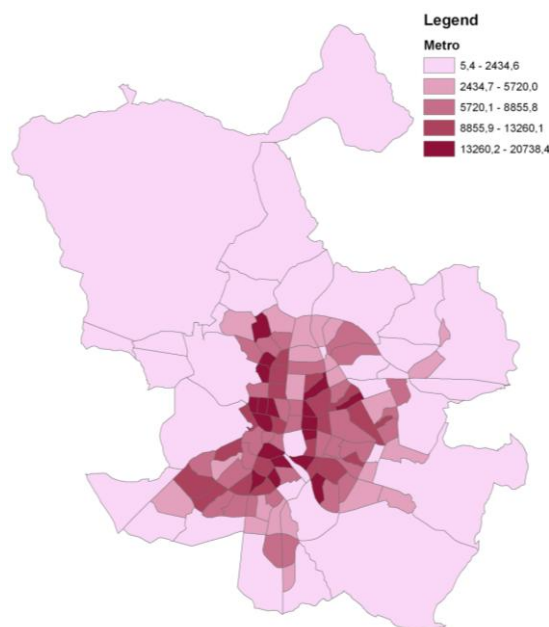 Legend
Metro
5,4 - 2434,6
2434,7 - 5720,0
5720,1 - 8855,8
8855,9 - 13260,1
13260,2 - 20738,4